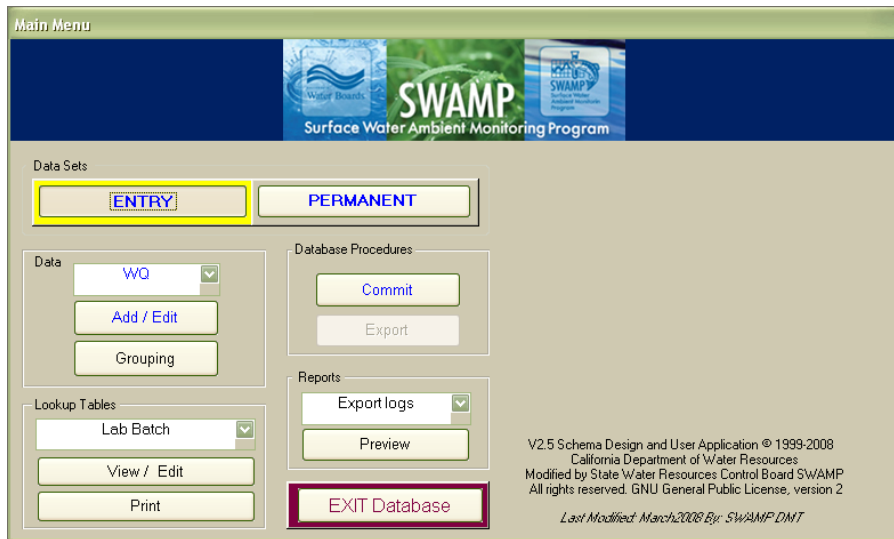 Main Menu
Water Boards
SWAMP
SWAMP
Surface Water Ambient Monitoring Program
Surface Water Ambient Monitoring Program
Data Sets
ENTRY
PERMANENT
Data
WQ
Add / Edit
Grouping
Database Procedures
Commit
Export
Lookup Tables
Lab Batch
View / Edit
Print
Reports
Export logs
Preview
EXIT Database
V2.5 Schema Design and User Application © 1999-2008
California Department of Water Resources
Modified by State Water Resources Control Board SWAMP
All rights reserved. GNU General Public License, version 2
Last Modified: March2008 By: SWAMP DMT